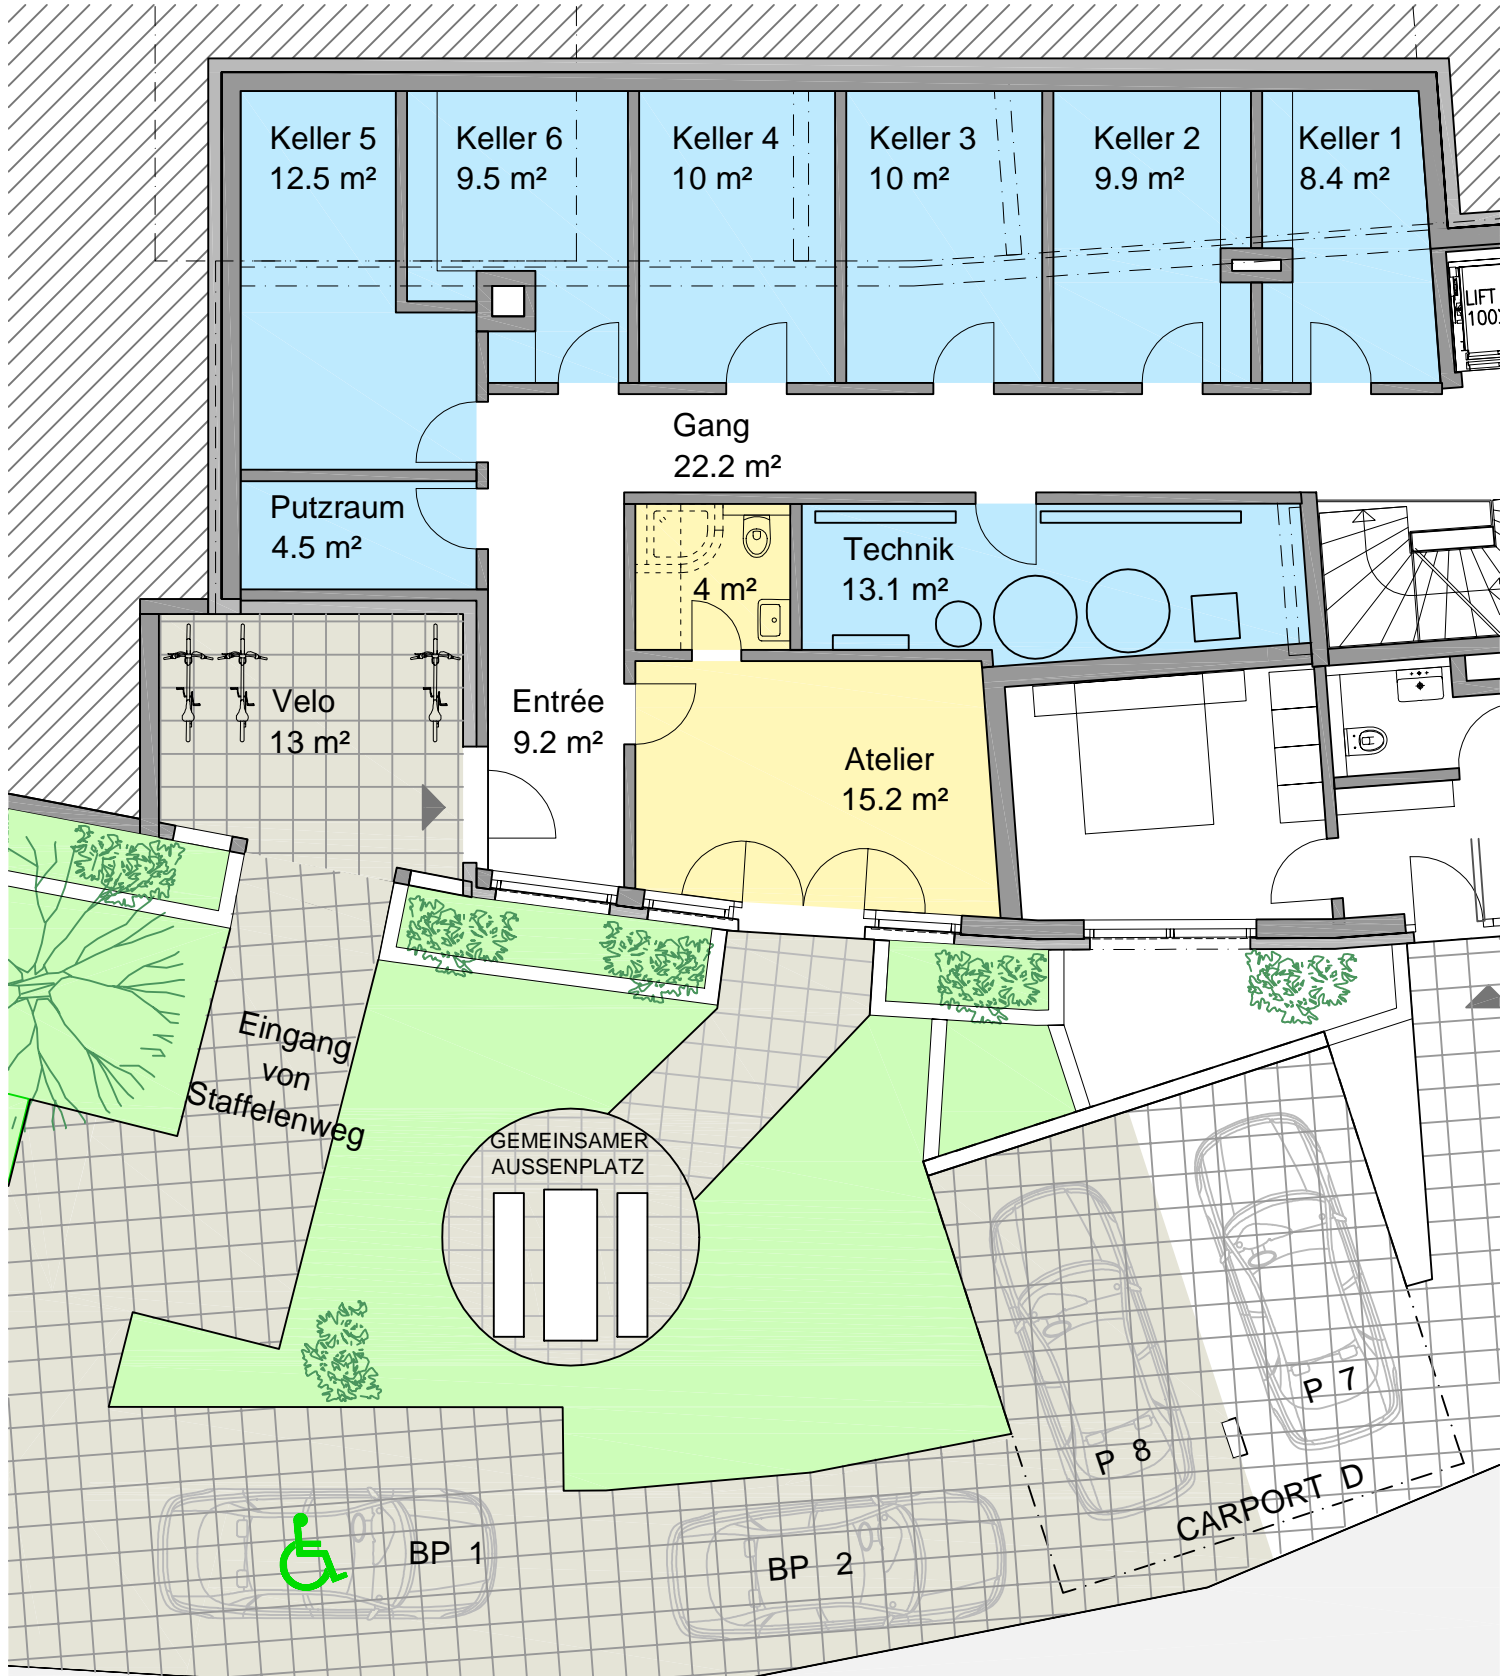 Keller 5
12.5 m²
Keller 6
9.5 m²
Keller 4
10 m²
Keller 3
10 m²
Keller 2
9.9 m²
Keller 1
8.4 m²
LIFT
Gang
22.2 m²
Putzraum
4.5 m²
4 m²
Technik
13.1 m²
Velo
13 m²
Entrée
9.2 m²
Atelier
15.2 m²
Eingang
von
Staffelenweg
GEMEINSAMER
AUSSENPLATZ
P 7
P 8
CARPORT D
BP 1
BP 2